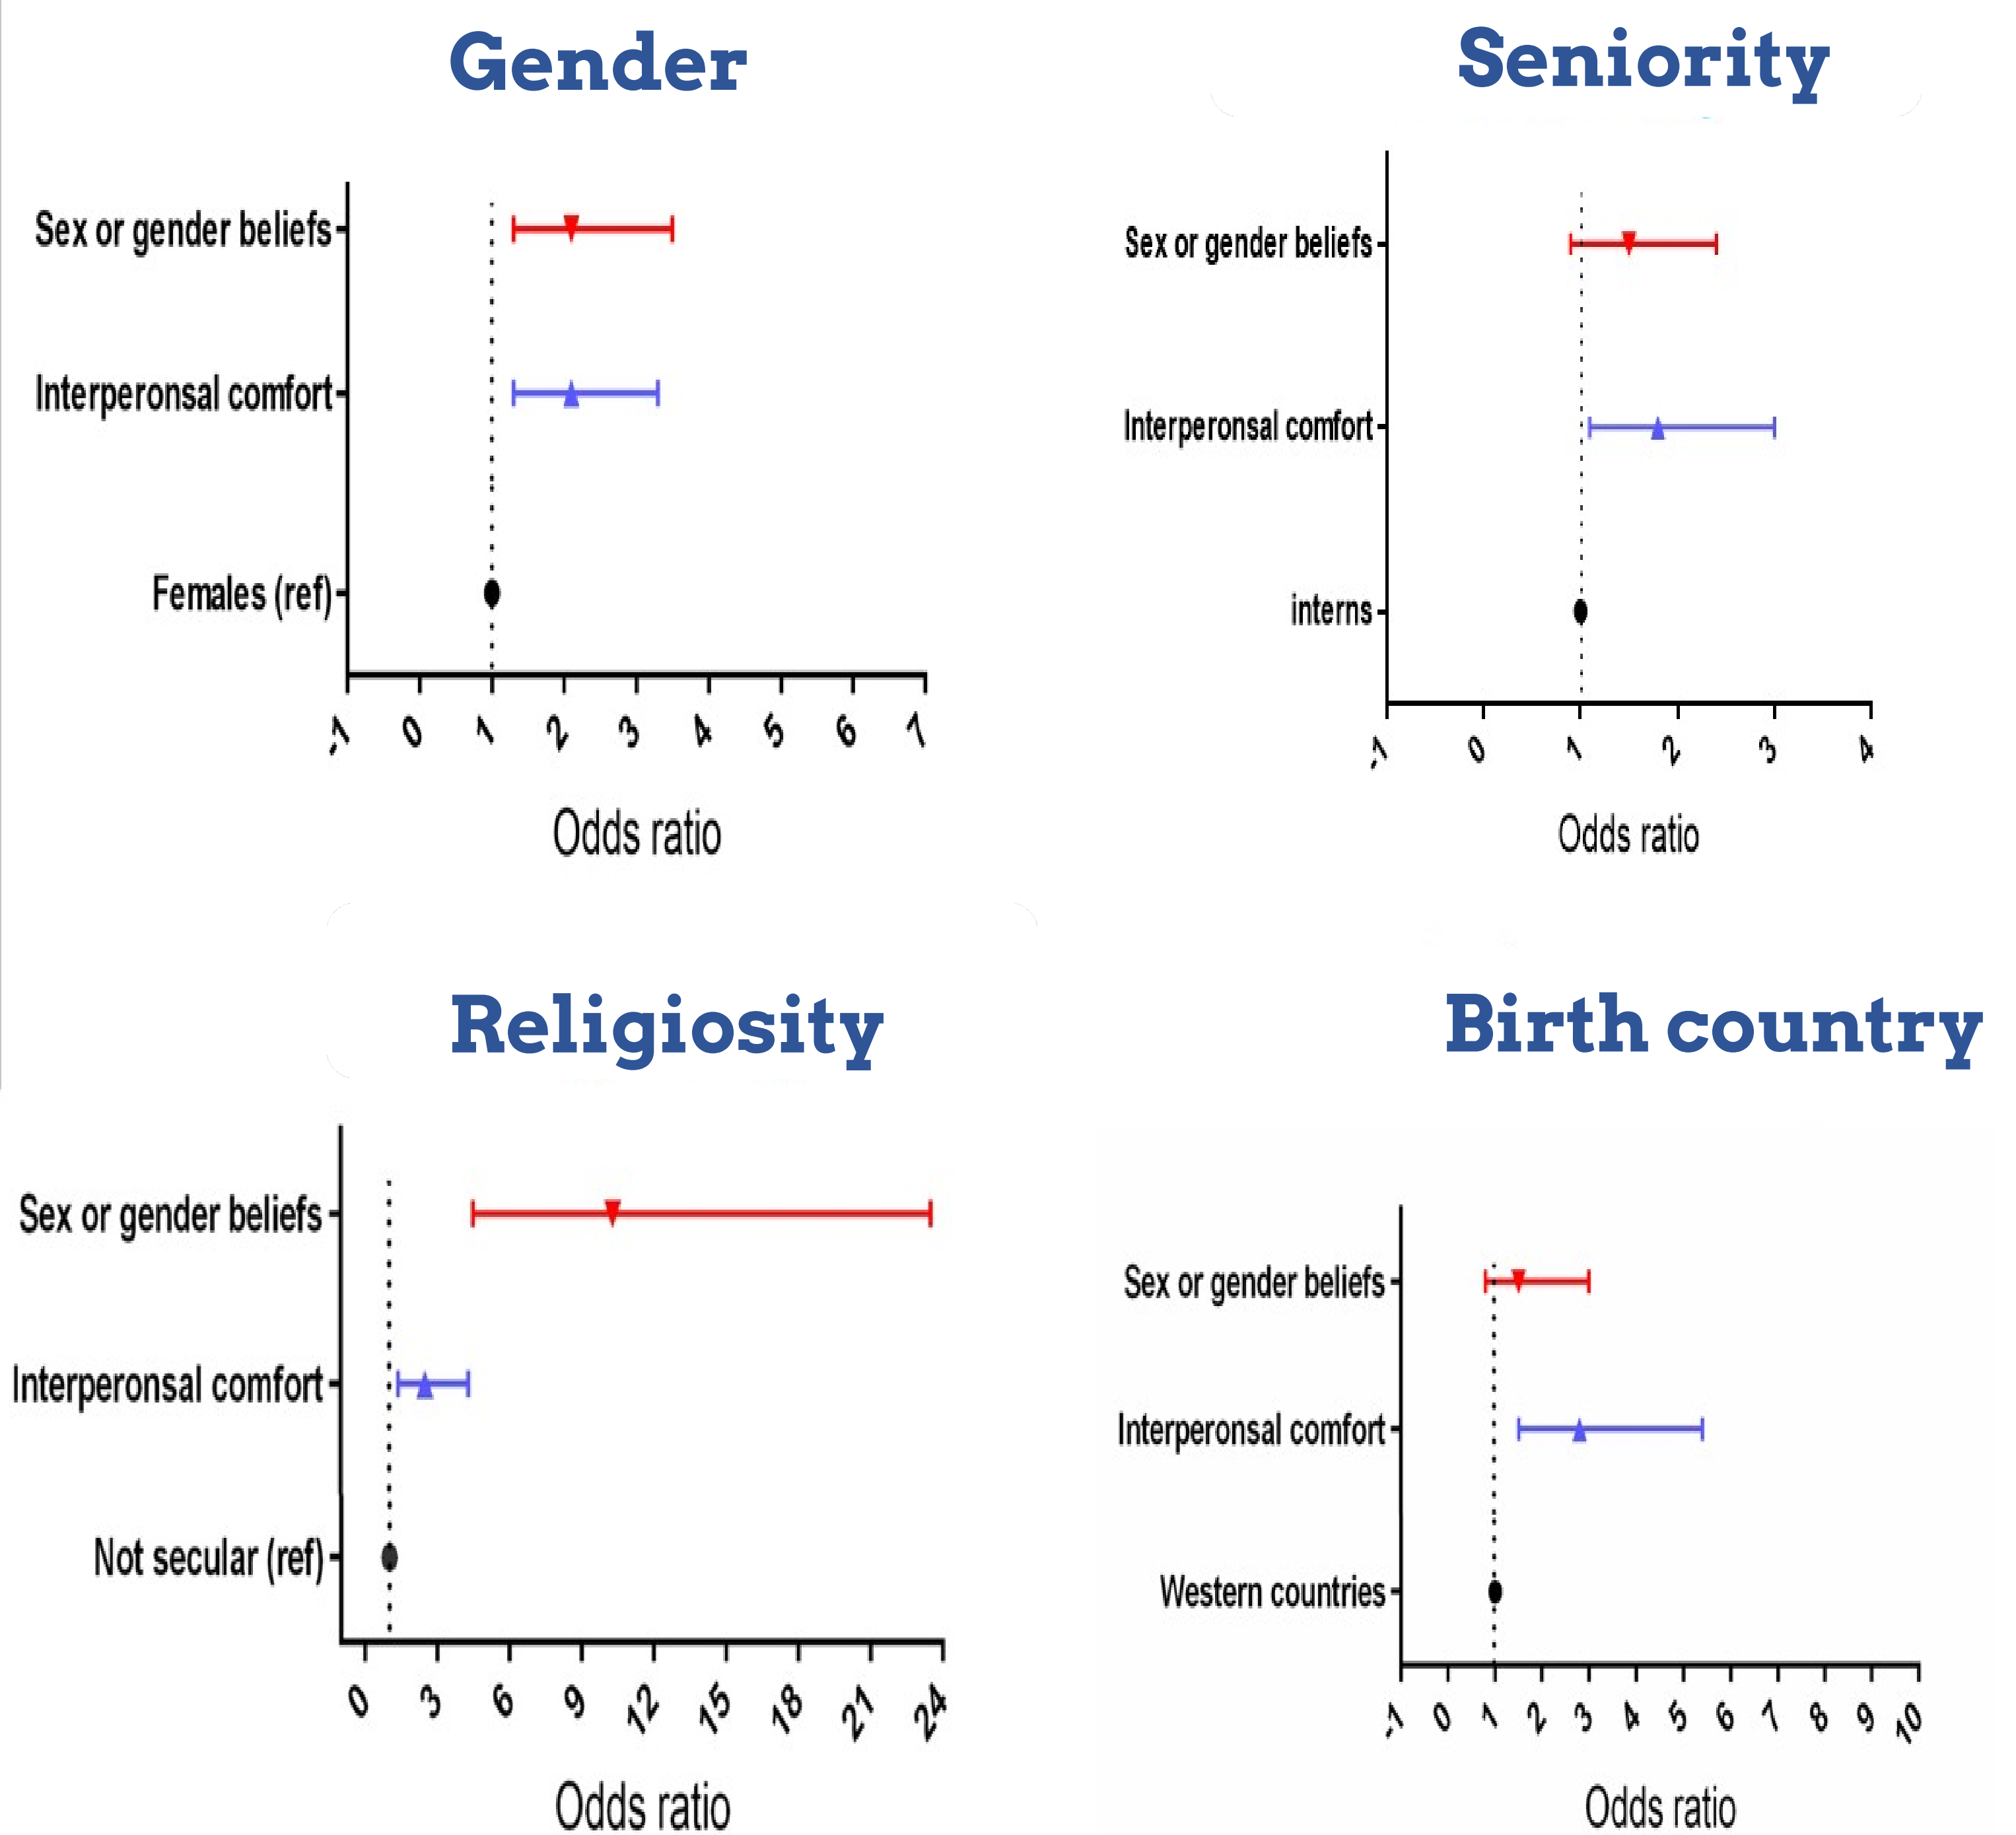 Gender
Sex or gender beliefs
Interperonsal comfort
Females (ref)
-1 0 1 2 3 4 5 6 7
Odds ratio
Seniority
Sex or gender beliefs
Interperonsal comfort
interns
-1 0 1 2 3 4
Odds ratio
Religiosity
Sex or gender beliefs
Interperonsal comfort
Not secular (ref)
0 3 6 9 12 15 18 21 24
Odds ratio
Birth country
Sex or gender beliefs
Interperonsal comfort
Western countries
-1 0 1 2 3 4 5 6 7 8 9 10
Odds ratio